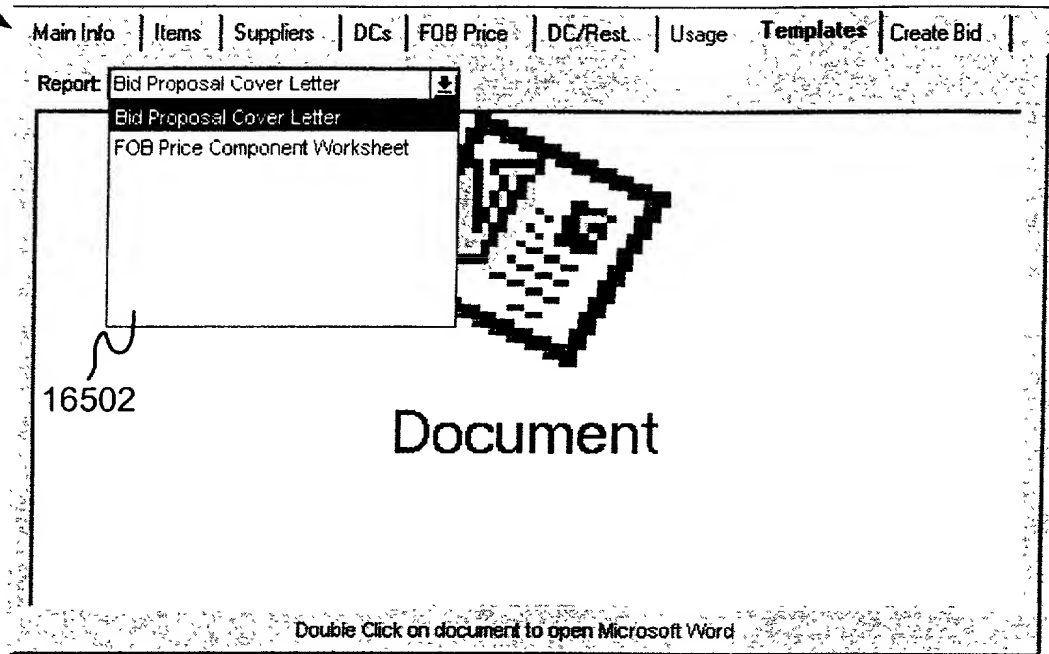 Main Info Items Suppliers DCs FOB Price DC/Rest. Usage Templates Create Bid
Report: Bid Proposal Cover Letter
Bid Proposal Cover Letter
FOB Price Component Worksheet
16502
Document
Double Click on document to open Microsoft Word